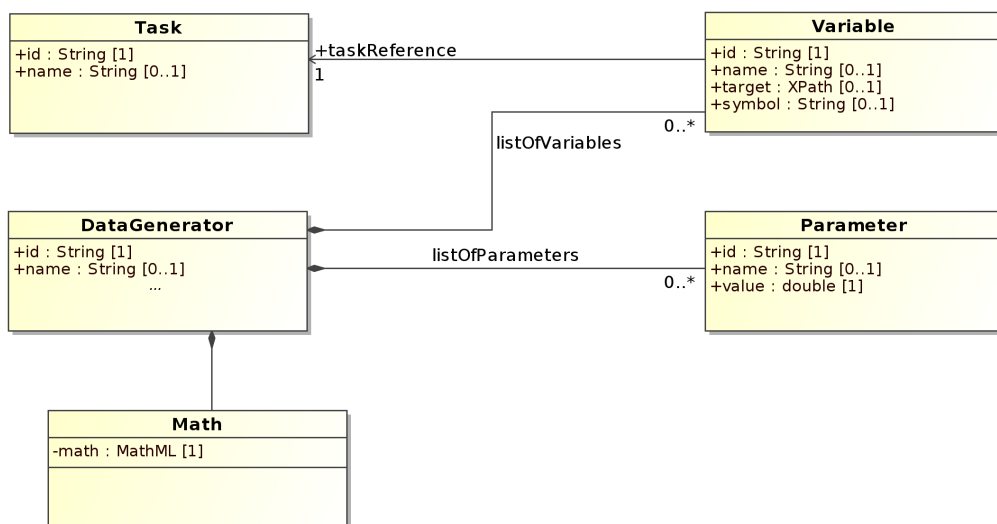 Task
+id : String [1]
+name : String [0..1]
+taskReference
1
Variable
+id : String [1]
+name : String [0..1]
+target : XPath [0..1]
+symbol : String [0..1]
0..*
listOfVariables
DataGenerator
+id : String [1]
+name : String [0..1]
...
listOfParameters
0..*
Parameter
+id : String [1]
+name : String [0..1]
+value : double [1]
Math
-math : MathML [1]